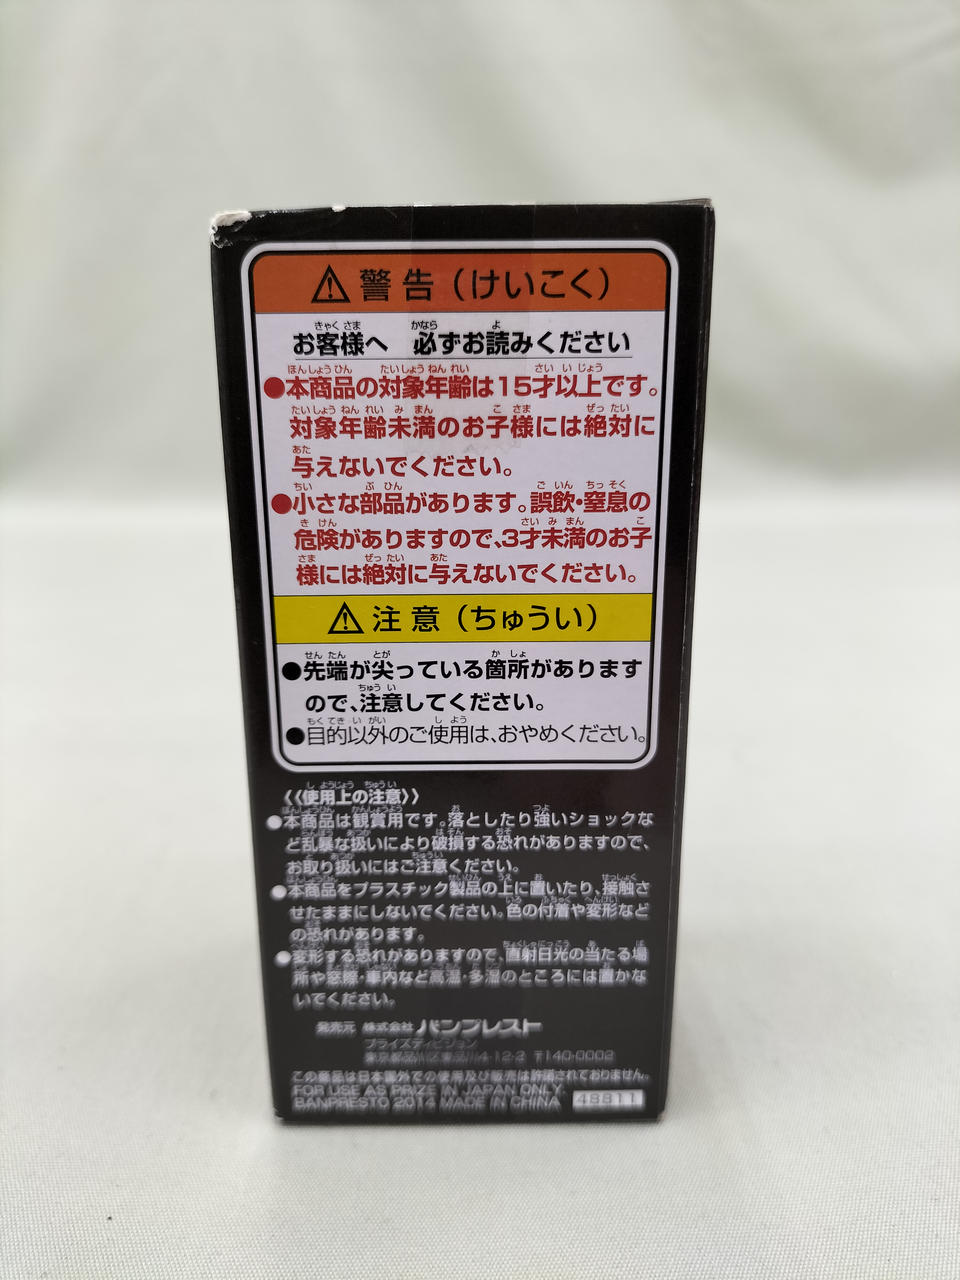 警告（けいこく）
お客様へ 必ずお読みください
●本商品の対象年齢は15才以上です。
対象年齢未満のお子様には絶対に
与えないでください。
●小さな部品があります。誤飲・窒息の
危険がありますので、3才未満のお子
様には絶対に与えないでください。
注意（ちゅうい）
●先端が尖っている箇所があります
ので、注意してください。
●目的以外のご使用は、おやめください。
《使用上の注意》
●本商品は観賞用です。落としたり強いショックな
ど乱暴な扱いにより破損する恐れがありますので、
お取り扱いにはご注意ください。
●本商品をプラスチック製品の上に置いたり、接触さ
せたままにしないでください。色の付着や変形など
の恐れがあります。
●変形する恐れがありますので、直射日光の当たる場
所や窓際・車内など高温・多湿のところには置かな
いでください。
発売元 株式会社 バンプレスト
プライズディビジョン
東京都品川区東品川4-12-2 〒140-0002
この商品は日本国外での使用及び販売は許諾されておりません。
FOR USE AS PRIZE IN JAPAN ONLY.
BANPRESTO 2014 MADE IN CHINA 48811